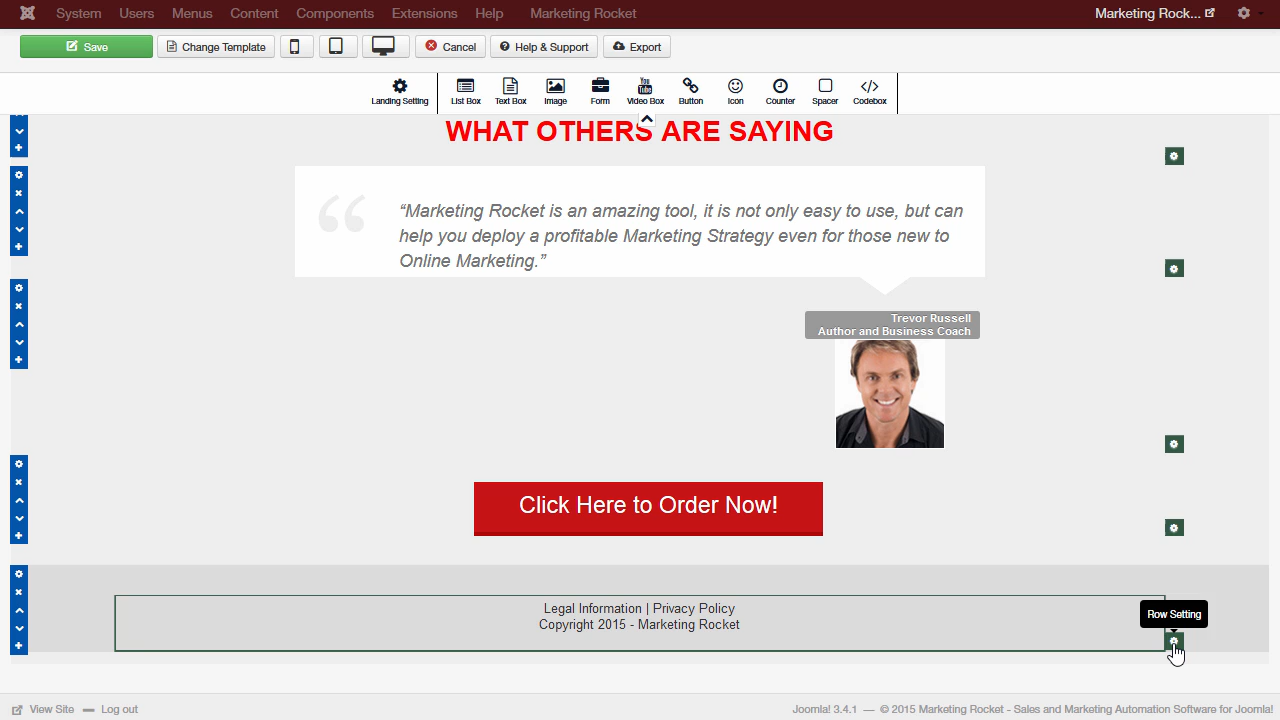 System Users Menus Content Components Extensions Help Marketing Rocket Marketing Rock...
Save Change Template Cancel Help & Support Export
Landing Setting List Box Text Box Image Form Video Box Button Icon Counter Spacer Codebox
WHAT OTHERS ARE SAYING
“Marketing Rocket is an amazing tool, it is not only easy to use, but can
help you deploy a profitable Marketing Strategy even for those new to
Online Marketing.”
Trevor Russell
Author and Business Coach
Click Here to Order Now!
Legal Information | Privacy Policy
Copyright 2015 - Marketing Rocket
Row Setting
View Site Log out Joomla! 3.4.1 — © 2015 Marketing Rocket - Sales and Marketing Automation Software for Joomla!